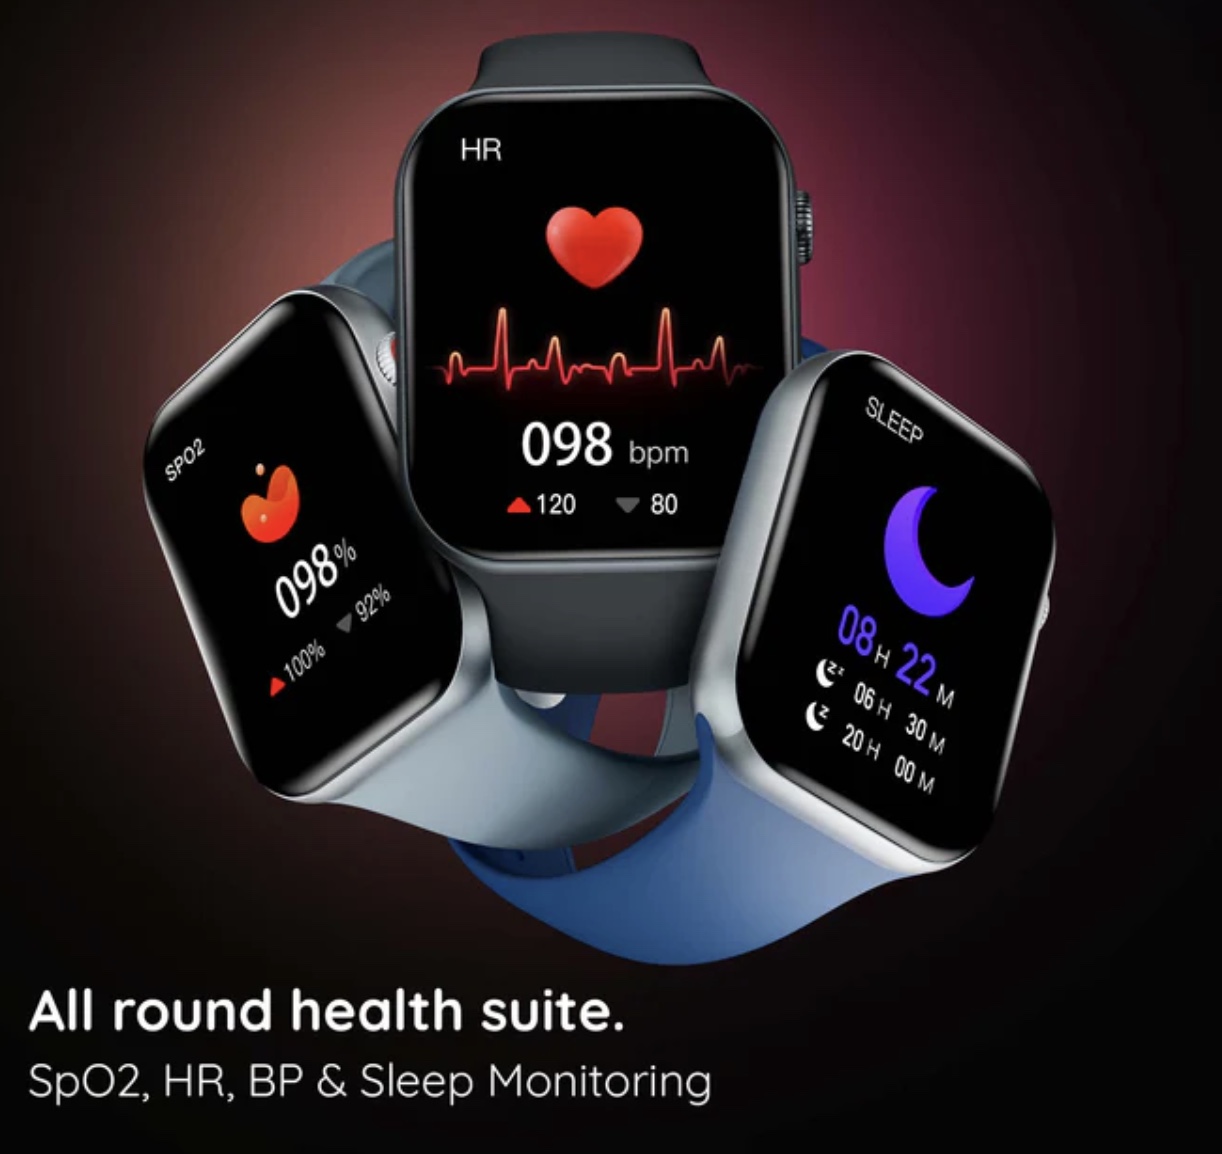 HR
098 bpm
120 80
SPO2
098%
100% 92%
SLEEP
08 H 22 M
06 H 30 M
20 H 00 M
All round health suite.
SpO2, HR, BP & Sleep Monitoring